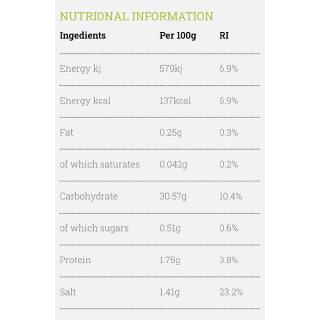 NUTRIONAL INFORMATION
Ingedients Per 100g RI
Energy kj 579kj 6.9%
Energy kcal 137kcal 6.9%
Fat 0.25g 0.3%
of which saturates 0.042g 0.2%
Carbohydrate 30.57g 10.4%
of which sugars 0.51g 0.6%
Protein 1.75g 3.8%
Salt 1.41g 23.2%